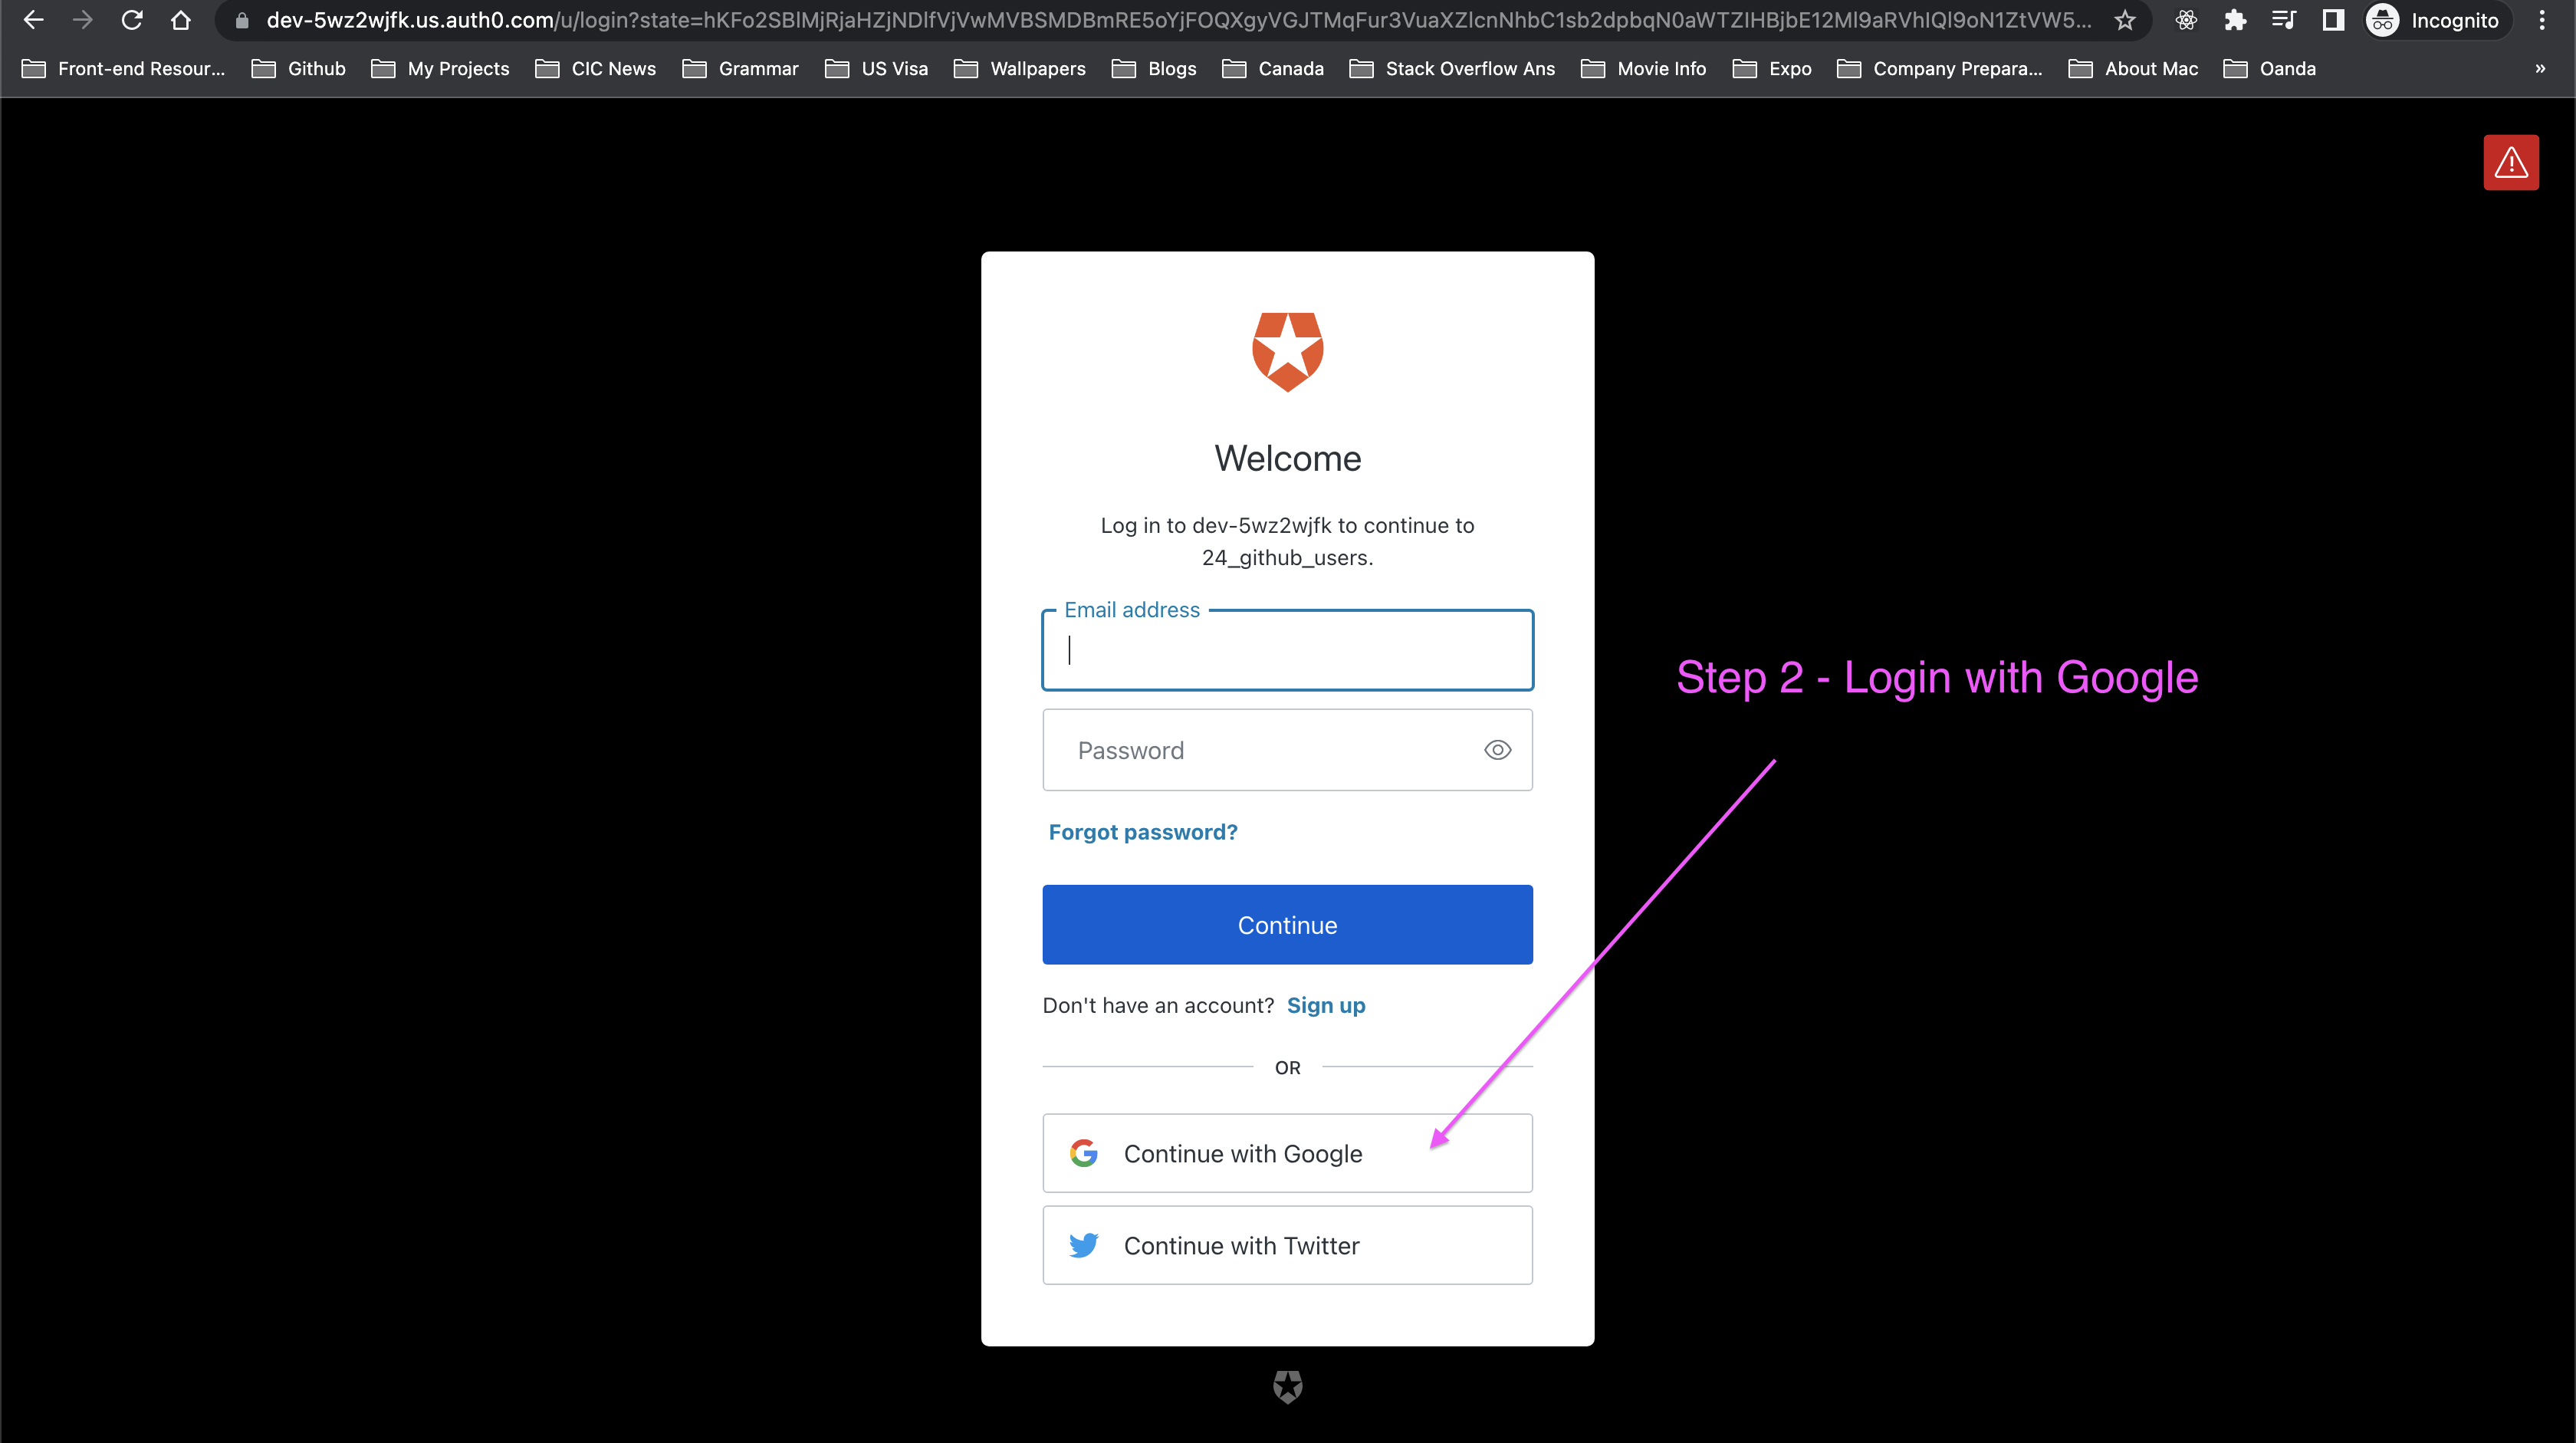 dev-5wz2wjfk.us.auth0.com/u/login?state=hKFo2SBlMjRjaHZjNDlfVjVwMVBSMDBmRE5oYjFOQXgyVGJTMqFur3VuaXZlcnNhbC1sb2dpbqN0aWTZIHBjbE12Ml9aRVhIQl9oN1ZtVW5...
Incognito
Front-end Resour... Github My Projects CIC News Grammar US Visa Wallpapers Blogs Canada Stack Overflow Ans Movie Info Expo Company Prepara... About Mac Oanda »
Welcome
Log in to dev-5wz2wjfk to continue to
24_github_users.
Email address
Step 2 - Login with Google
Password
Forgot password?
Continue
Don't have an account? Sign up
OR
Continue with Google
Continue with Twitter